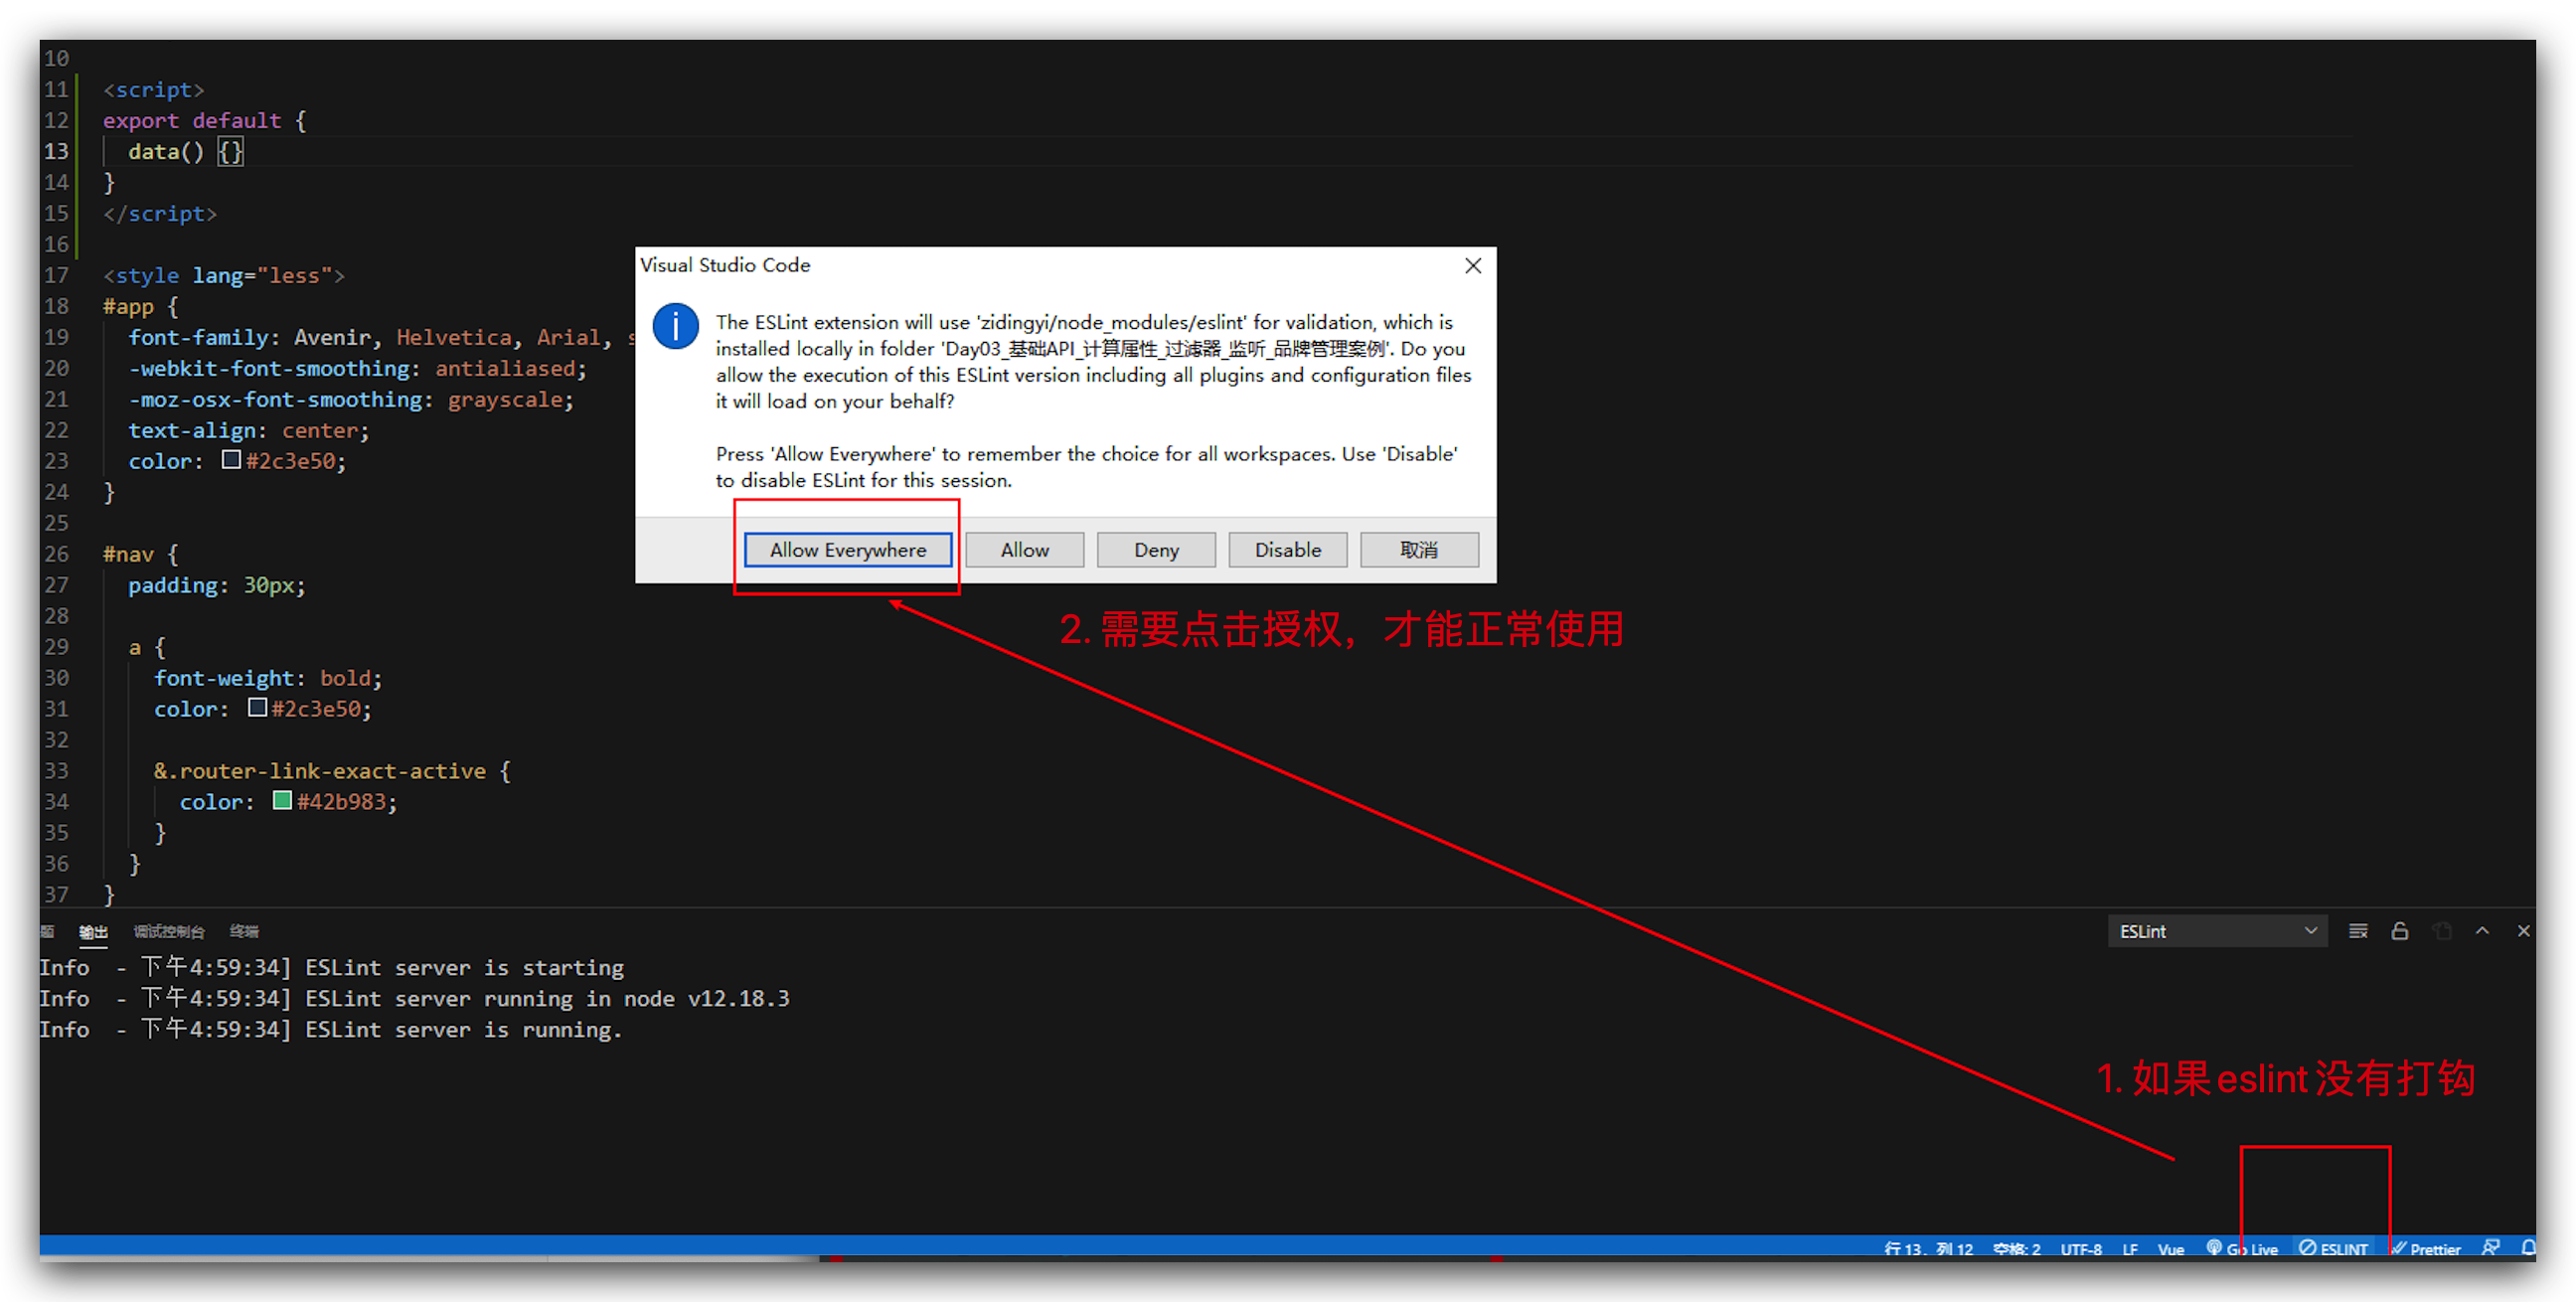 10
11 <script>
12 export default {
13 data() {}
14 }
15 </script>
16
17 <style lang="less">
18 #app {
19 font-family: Avenir, Helvetica, Arial, s
20 -webkit-font-smoothing: antialiased;
21 -moz-osx-font-smoothing: grayscale;
22 text-align: center;
23 color: #2c3e50;
24 }
25
26 #nav {
27 padding: 30px;
28
29 a {
30 font-weight: bold;
31 color: #2c3e50;
32
33 &.router-link-exact-active {
34 color: #42b983;
35 }
36 }
37 }
Visual Studio Code
The ESLint extension will use 'zidingyi/node_modules/eslint' for validation, which is
installed locally in folder 'Day03_基础API_计算属性_过滤器_监听_品牌管理案例'. Do you
allow the execution of this ESLint version including all plugins and configuration files
it will load on your behalf?
Press 'Allow Everywhere' to remember the choice for all workspaces. Use 'Disable'
to disable ESLint for this session.
Allow Everywhere Allow Deny Disable 取消
2. 需要点击授权，才能正常使用
题 输出 调试控制台 终端 ESLint
Info - 下午4:59:34] ESLint server is starting
Info - 下午4:59:34] ESLint server running in node v12.18.3
Info - 下午4:59:34] ESLint server is running.
1. 如果eslint没有打钩
行 13，列 12 空格: 2 UTF-8 LF Vue Go Live ESLINT Prettier